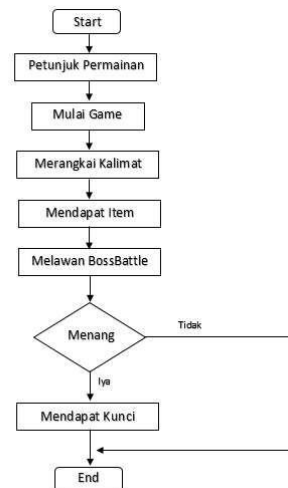 Start
Petunjuk Permainan
Mulai Game
Merangkai Kalimat
Mendapat Item
Melawan BossBattle
Menang
Tidak
Iya
Mendapat Kunci
End